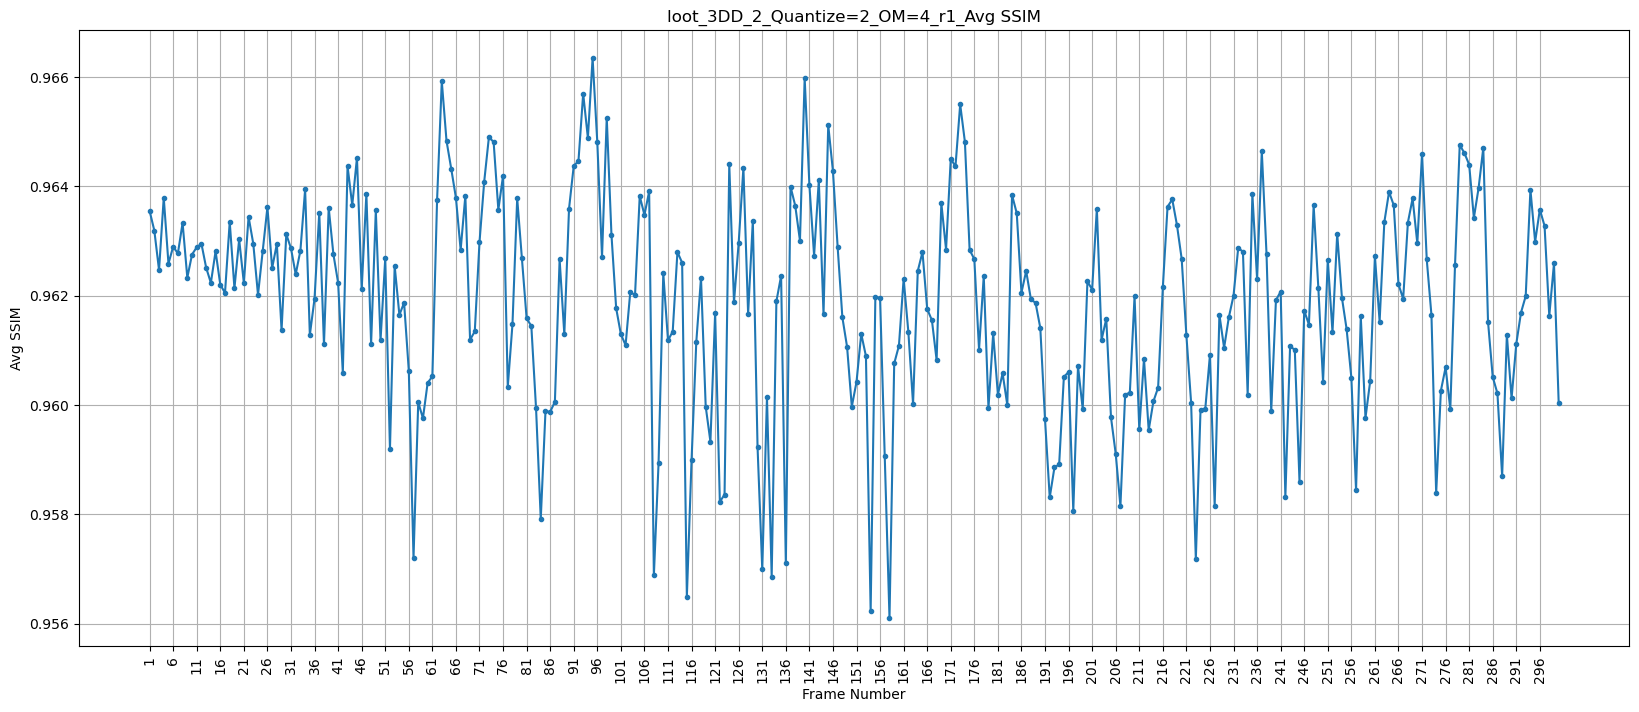 loot_3DD_2_Quantize=2_OM=4_r1_Avg SSIM
Avg SSIM
0.966
0.964
0.962
0.960
0.958
0.956
1 6 11 16 21 26 31 36 41 46 51 56 61 66 71 76 81 86 91 96 101 106 111 116 121 126 131 136 141 146 151 156 161 166 171 176 181 186 191 196 201 206 211 216 221 226 231 236 241 246 251 256 261 266 271 276 281 286 291 296
Frame Number